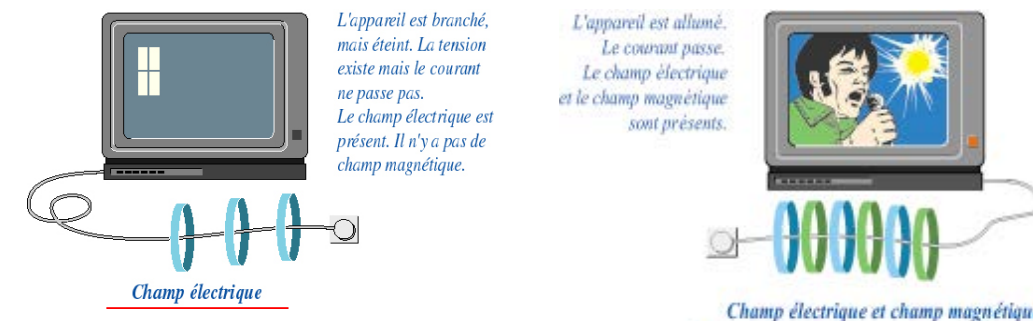 L'appareil est branché,
mais éteint. La tension
existe mais le courant
ne passe pas.
Le champ électrique est
présent. Il n'y a pas de
champ magnétique.
Champ électrique
L'appareil est allumé.
Le courant passe.
Le champ électrique
et le champ magnétique
sont présents.
Champ électrique et champ magnétiqu